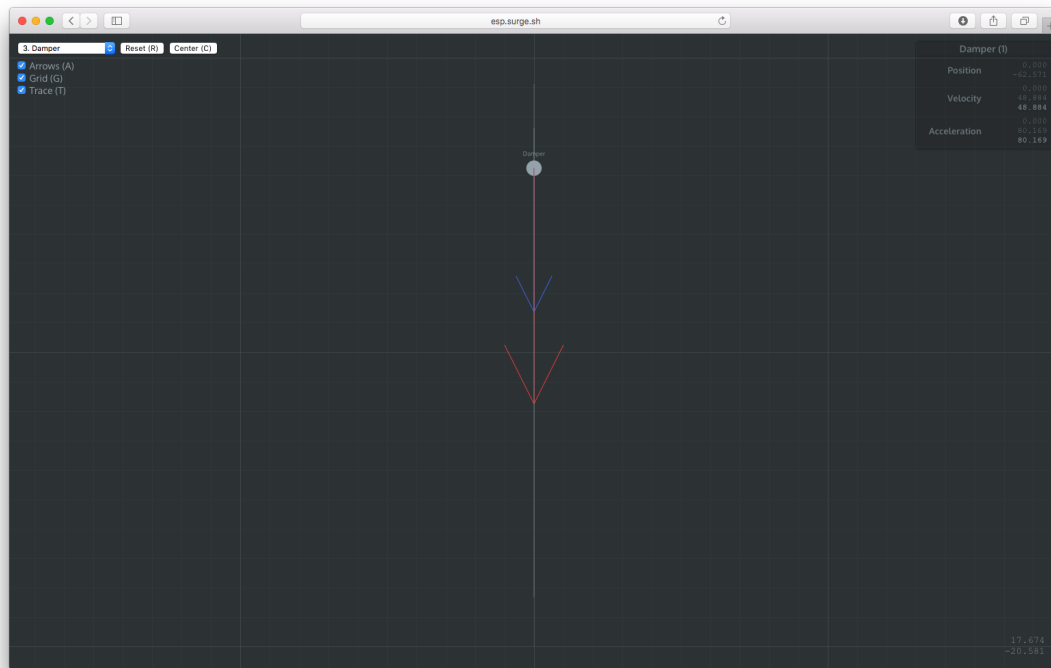 esp.surge.sh
3. Damper Reset (R) Center (C)
Arrows (A)
Grid (G)
Trace (T)
Damper (1)
Position 0.000
-62.571
Velocity 0.000
48.884
48.884
Acceleration 0.000
80.169
80.169
Damper
17.674
-20.581